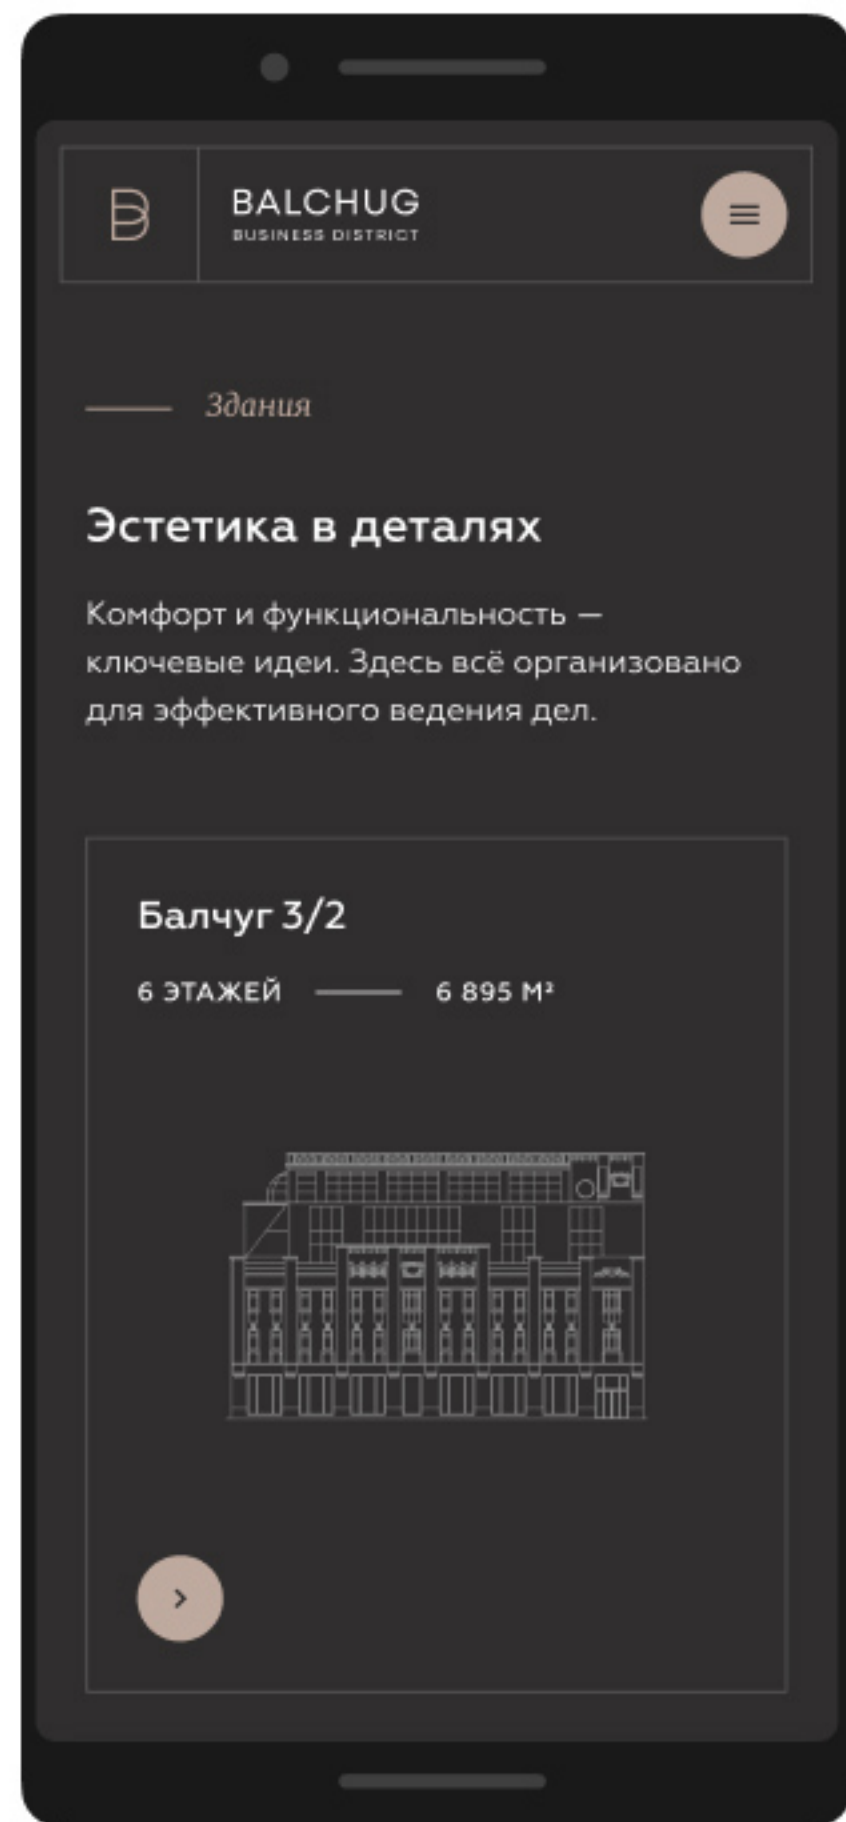 BALCHUG
BUSINESS DISTRICT
Здания
Эстетика в деталях
Комфорт и функциональность —
ключевые идеи. Здесь всё организовано
для эффективного ведения дел.
Балчуг 3/2
6 ЭТАЖЕЙ — 6 895 М²